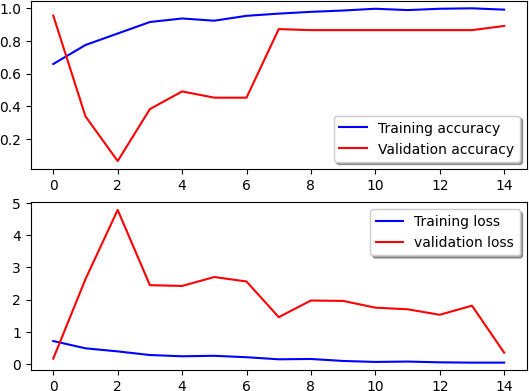 1.0
0.8
0.6
0.4
0.2
Training accuracy
Validation accuracy
0 2 4 6 8 10 12 14
5
4
3
2
1
0
Training loss
validation loss
0 2 4 6 8 10 12 14